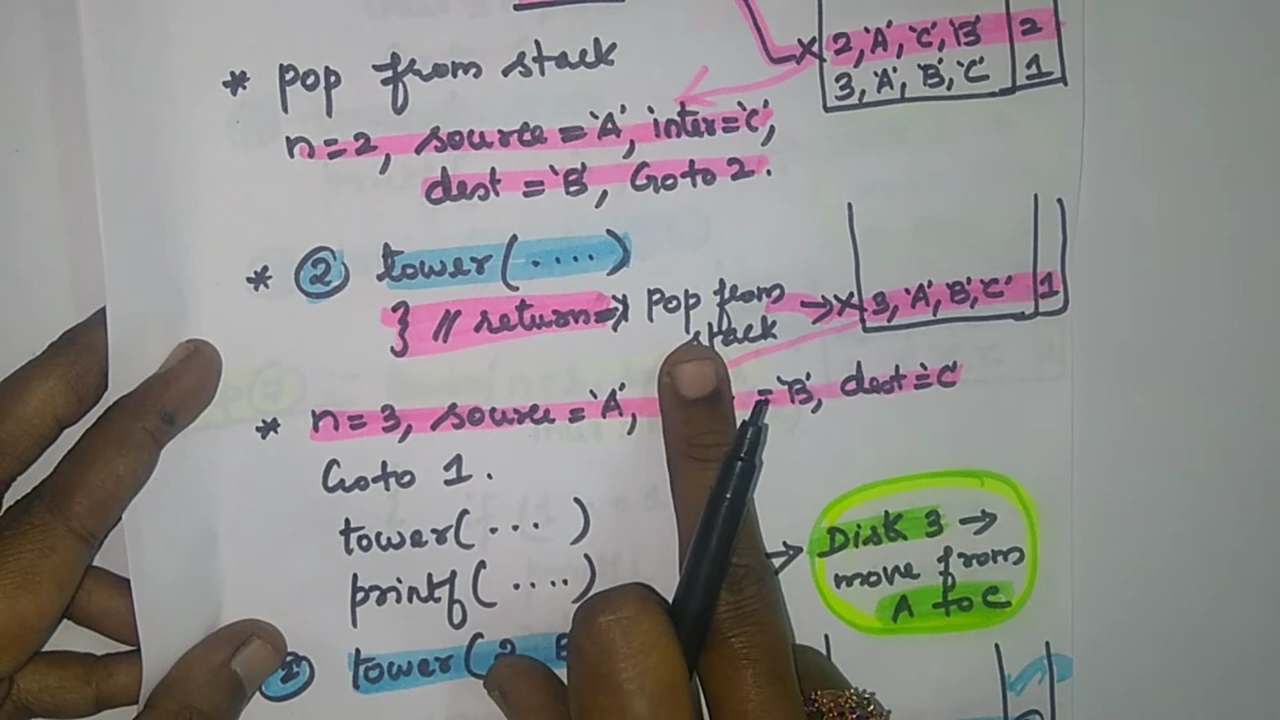 2, 'A', 'C', 'B' 2
3, 'A', 'B', 'C' 1
* Pop from stack
n=2, source='A', inter='C',
dest='B', Goto 2.
* ② tower(....)
} // return => Pop from
stack
3, 'A', 'B', 'C' 1
* n=3, source='A', ='B', dest='C'
Goto 1.
tower(...)
printf(....)
tower(2
Disk 3 →
move from
A to C